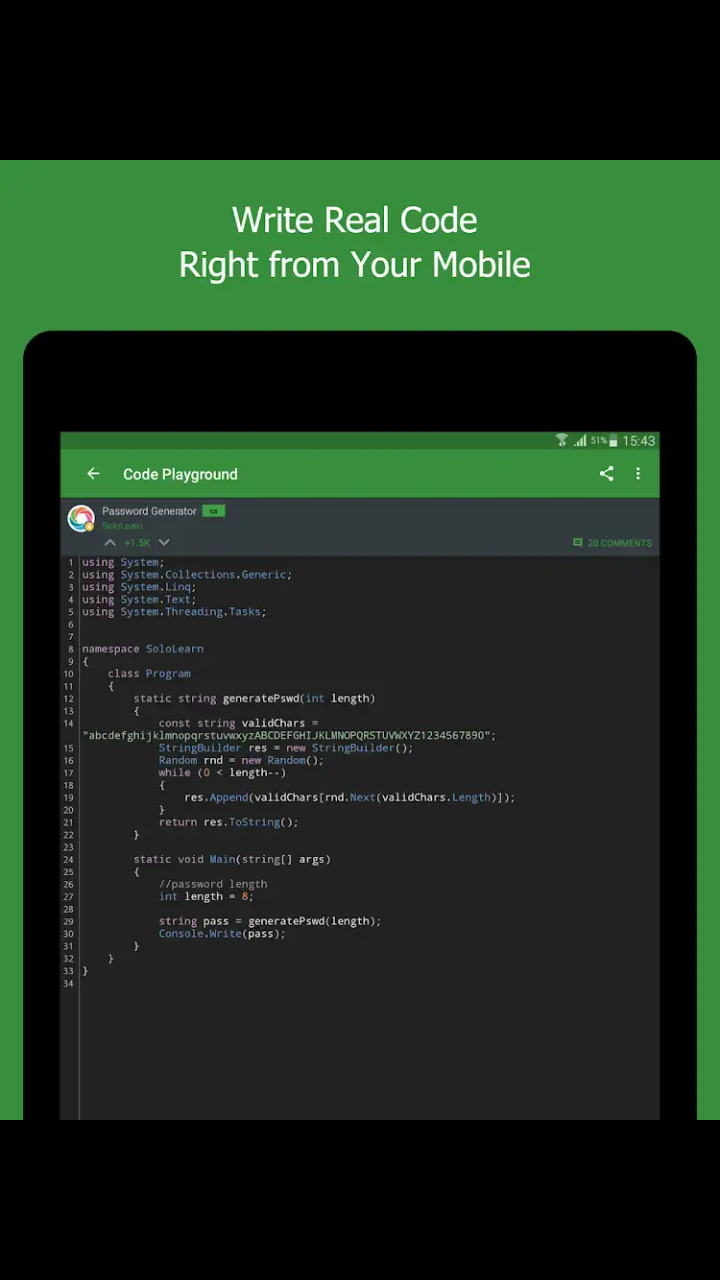 Write Real Code
Right from Your Mobile
51% 15:43
Code Playground
Password Generator cs
SoloLearn
+1.5K 20 COMMENTS
1 using System;
2 using System.Collections.Generic;
3 using System.Linq;
4 using System.Text;
5 using System.Threading.Tasks;
6
7
8 namespace SoloLearn
9 {
10 class Program
11 {
12 static string generatePswd(int length)
13 {
14 const string validChars =
"abcdefghijklmnopqrstuvwxyzABCDEFGHIJKLMNOPQRSTUVWXYZ1234567890";
15 StringBuilder res = new StringBuilder();
16 Random rnd = new Random();
17 while (0 < length--)
18 {
19 res.Append(validChars[rnd.Next(validChars.Length)]);
20 }
21 return res.ToString();
22 }
23
24 static void Main(string[] args)
25 {
26 //password length
27 int length = 8;
28
29 string pass = generatePswd(length);
30 Console.Write(pass);
31 }
32 }
33 }
34